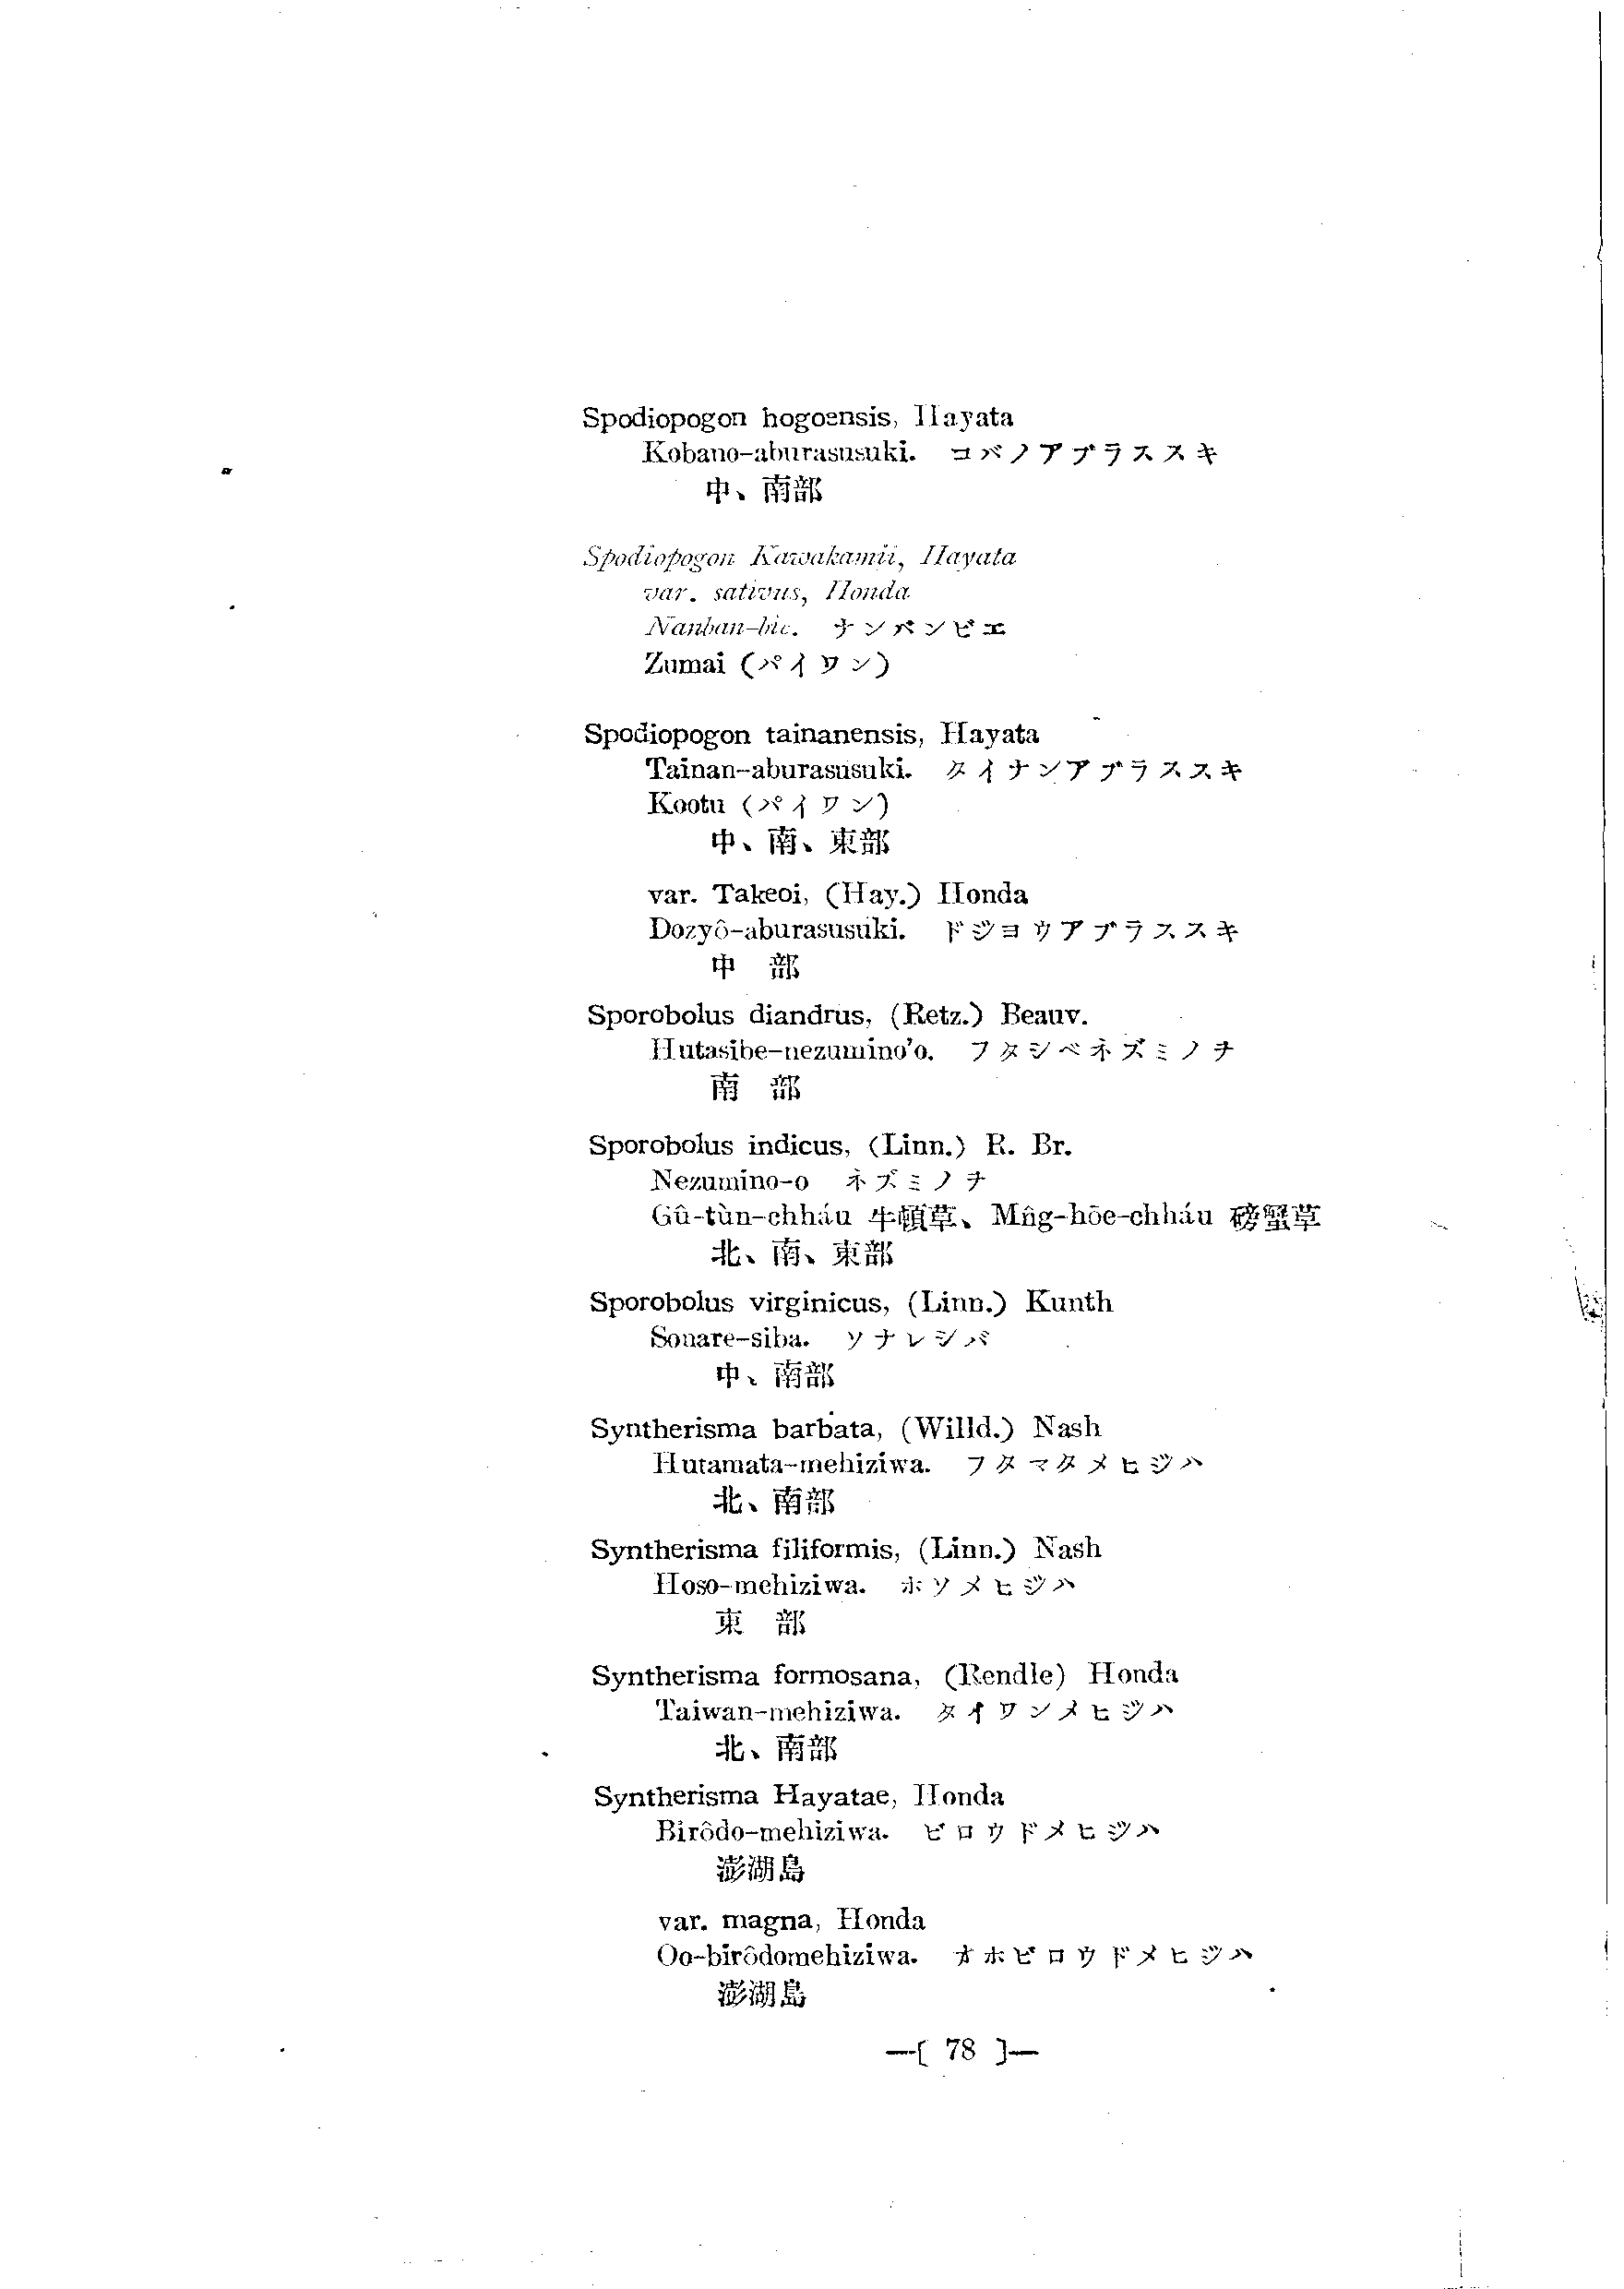 Spodiopogon hogoensis, Hayata
Kobano-aburasusuki. コバノアブラススキ
中、南部
Spodiopogon Kawakamii, Hayata
var. sativus, Honda
Nanban-bie. ナンバンビエ
Zumai (パイワン)
Spodiopogon tainanensis, Hayata
Tainan-aburasusuki. タイナンアブラススキ
Kootu (パイワン)
中、南、東部
var. Takeoi, (Hay.) Honda
Dozyô-aburasusuki. ドジヨウアブラススキ
中 部
Sporobolus diandrus, (Retz.) Beauv.
Hutasibe-nezumino'o. フタシベネズミノヲ
南 部
Sporobolus indicus, (Linn.) R. Br.
Nezumino-o ネズミノヲ
Gû-tùn-chháu 牛頓草、Mn̂g-hōe-chháu 磅蟹草
北、南、東部
Sporobolus virginicus, (Linn.) Kunth
Sonare-siba. ソナレシバ
中、南部
Syntherisma barbata, (Willd.) Nash
Hutamata-mehiziwa. フタマタメヒジハ
北、南部
Syntherisma filiformis, (Linn.) Nash
Hoso-mehiziwa. ホソメヒジハ
東 部
Syntherisma formosana, (Rendle) Honda
Taiwan-mehiziwa. タイワンメヒジハ
北、南部
Syntherisma Hayatae, Honda
Birôdo-mehiziwa. ビロウドメヒジハ
澎湖島
var. magna, Honda
Oo-birôdomehiziwa. オホビロウドメヒジハ
澎湖島
—[ 78 ]—